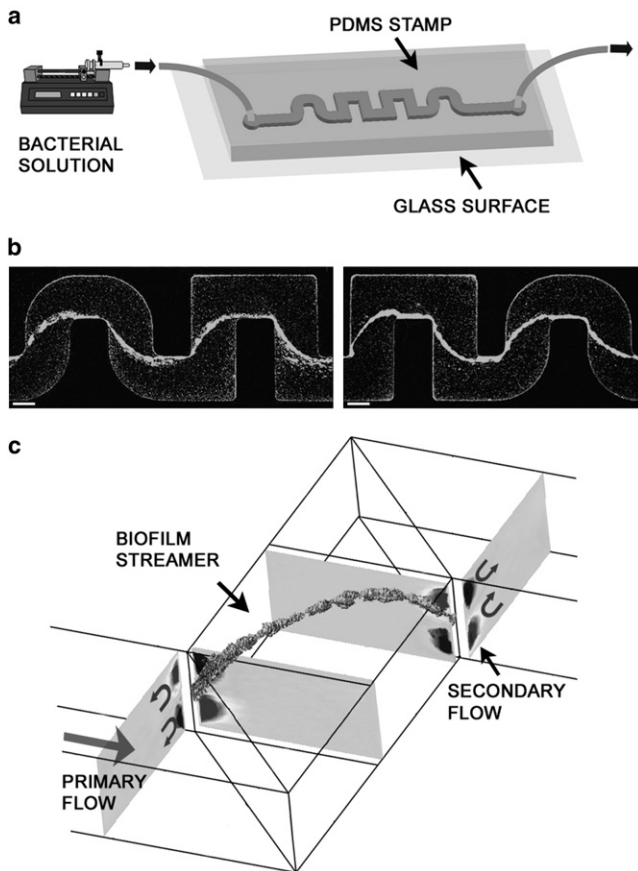 a
PDMS STAMP
BACTERIAL
SOLUTION
GLASS SURFACE
b
c
BIOFILM
STREAMER
SECONDARY
FLOW
PRIMARY
FLOW